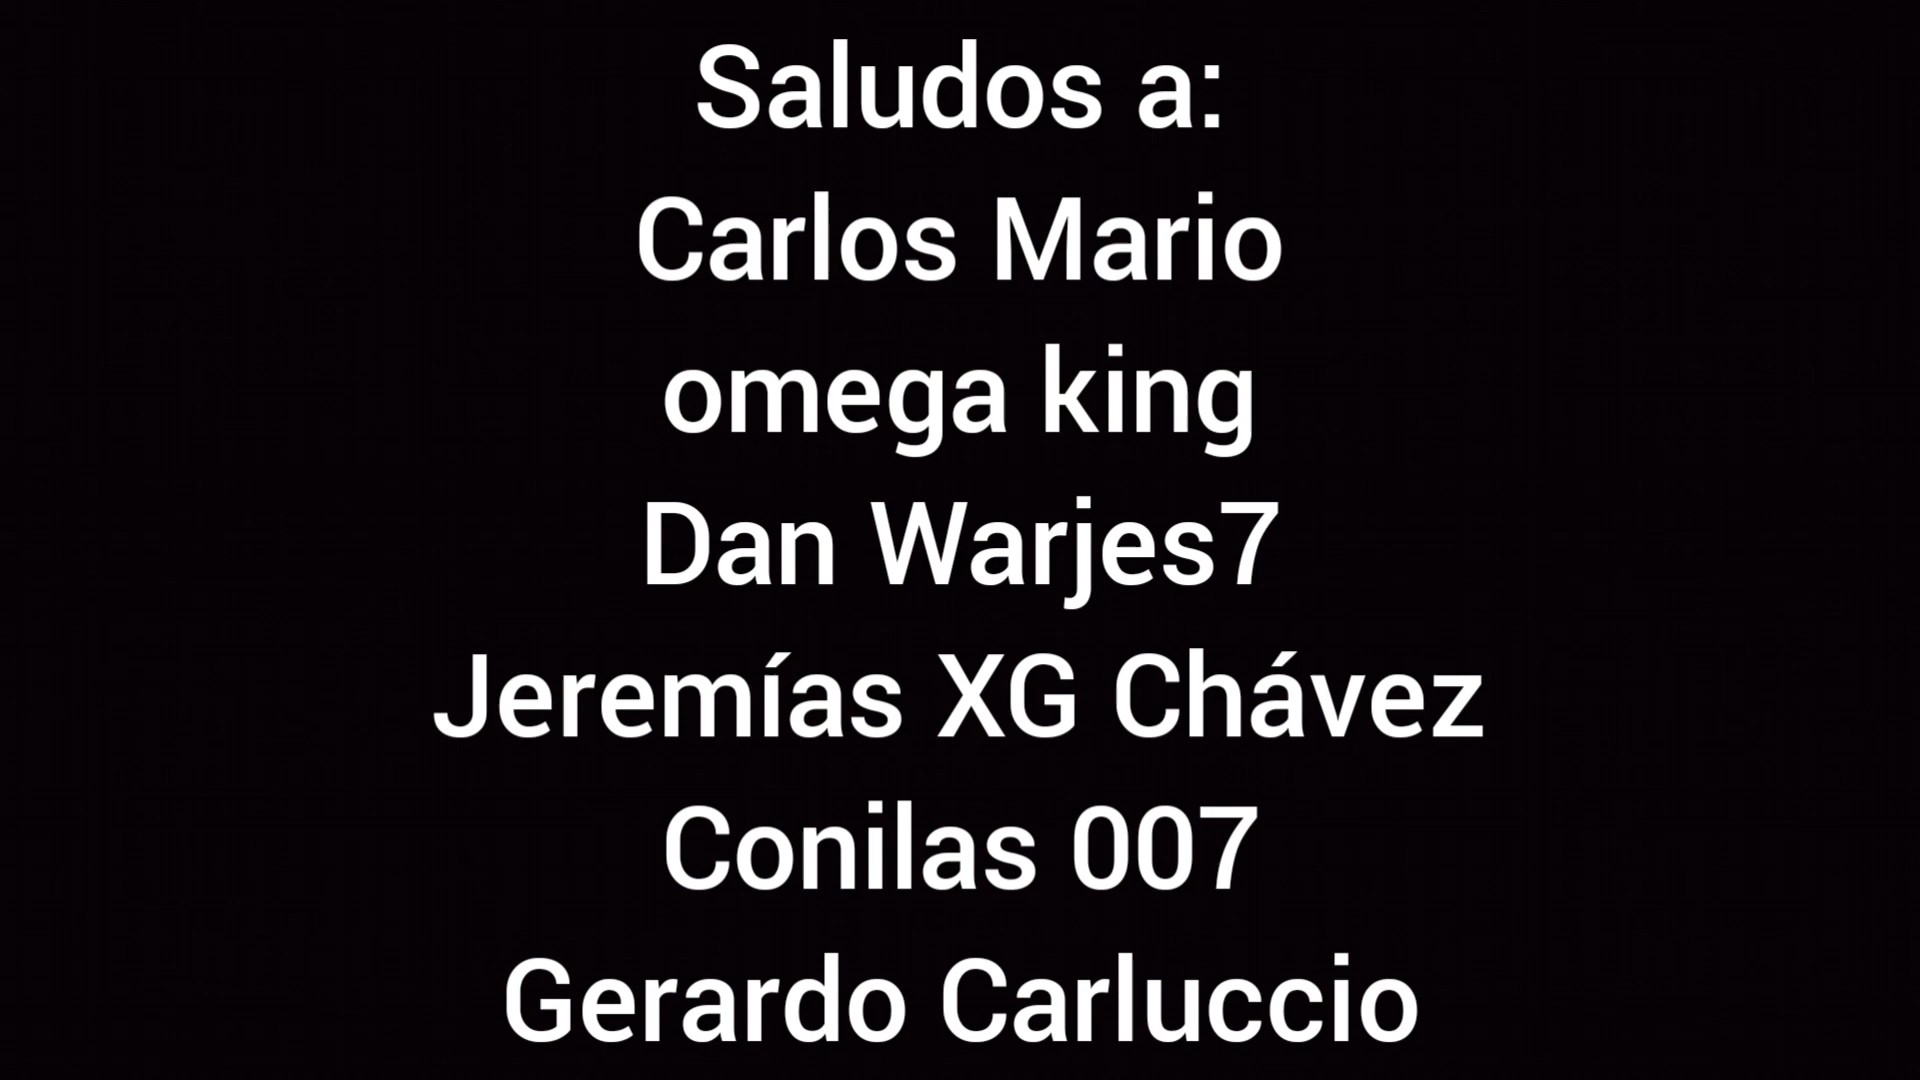 Saludos a:
Carlos Mario
omega king
Dan Warjes7
Jeremías XG Chávez
Conilas 007
Gerardo Carluccio